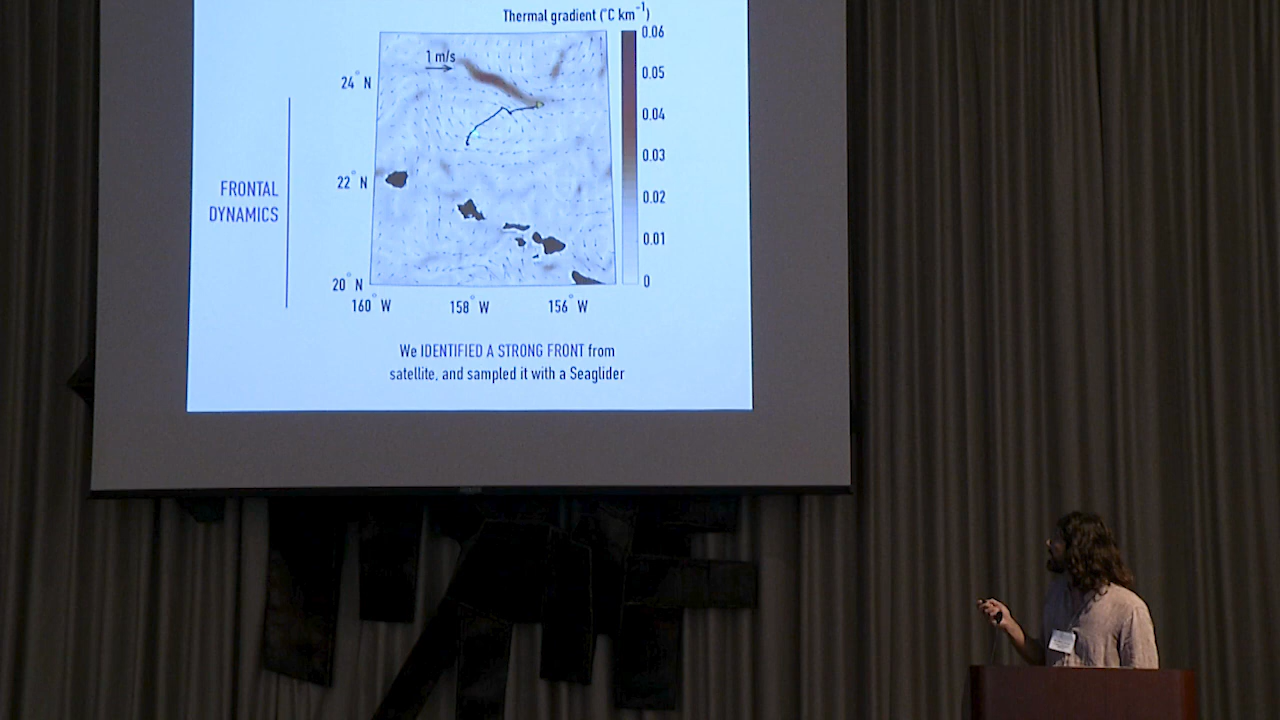 Thermal gradient (°C km⁻¹)
0.06
1 m/s
0.05
24° N
0.04
0.03
22° N
FRONTAL
DYNAMICS
0.02
0.01
0
20° N
160° W
158° W
156° W
We IDENTIFIED A STRONG FRONT from
satellite, and sampled it with a Seaglider